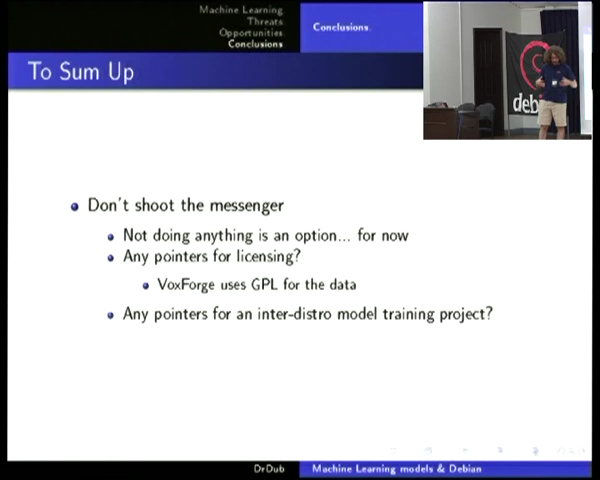 Machine Learning
Threats
Opportunities
Conclusions
Conclusions
To Sum Up
Don't shoot the messenger
Not doing anything is an option... for now
Any pointers for licensing?
VoxForge uses GPL for the data
Any pointers for an inter-distro model training project?
DrDub
Machine Learning models & Debian